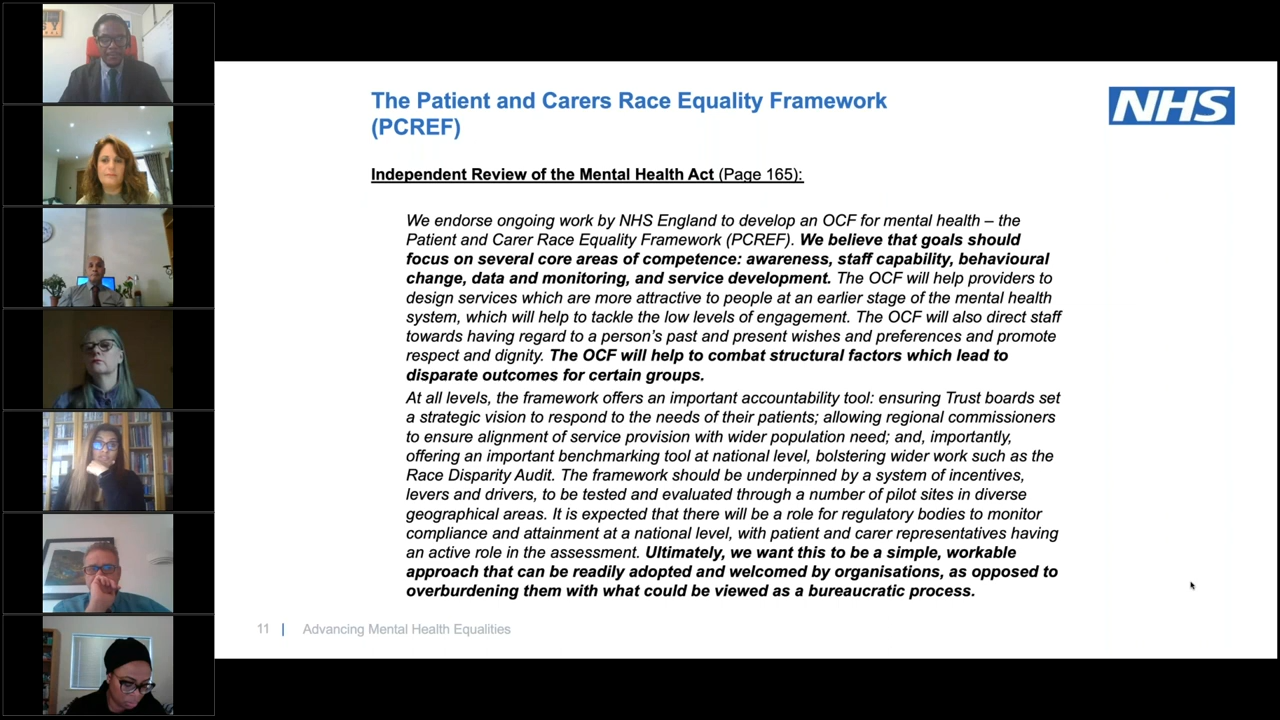 The Patient and Carers Race Equality Framework
(PCREF)
NHS
Independent Review of the Mental Health Act (Page 165):
We endorse ongoing work by NHS England to develop an OCF for mental health – the
Patient and Carer Race Equality Framework (PCREF). We believe that goals should
focus on several core areas of competence: awareness, staff capability, behavioural
change, data and monitoring, and service development. The OCF will help providers to
design services which are more attractive to people at an earlier stage of the mental health
system, which will help to tackle the low levels of engagement. The OCF will also direct staff
towards having regard to a person’s past and present wishes and preferences and promote
respect and dignity. The OCF will help to combat structural factors which lead to
disparate outcomes for certain groups.
At all levels, the framework offers an important accountability tool: ensuring Trust boards set
a strategic vision to respond to the needs of their patients; allowing regional commissioners
to ensure alignment of service provision with wider population need; and, importantly,
offering an important benchmarking tool at national level, bolstering wider work such as the
Race Disparity Audit. The framework should be underpinned by a system of incentives,
levers and drivers, to be tested and evaluated through a number of pilot sites in diverse
geographical areas. It is expected that there will be a role for regulatory bodies to monitor
compliance and attainment at a national level, with patient and carer representatives having
an active role in the assessment. Ultimately, we want this to be a simple, workable
approach that can be readily adopted and welcomed by organisations, as opposed to
overburdening them with what could be viewed as a bureaucratic process.
11 | Advancing Mental Health Equalities